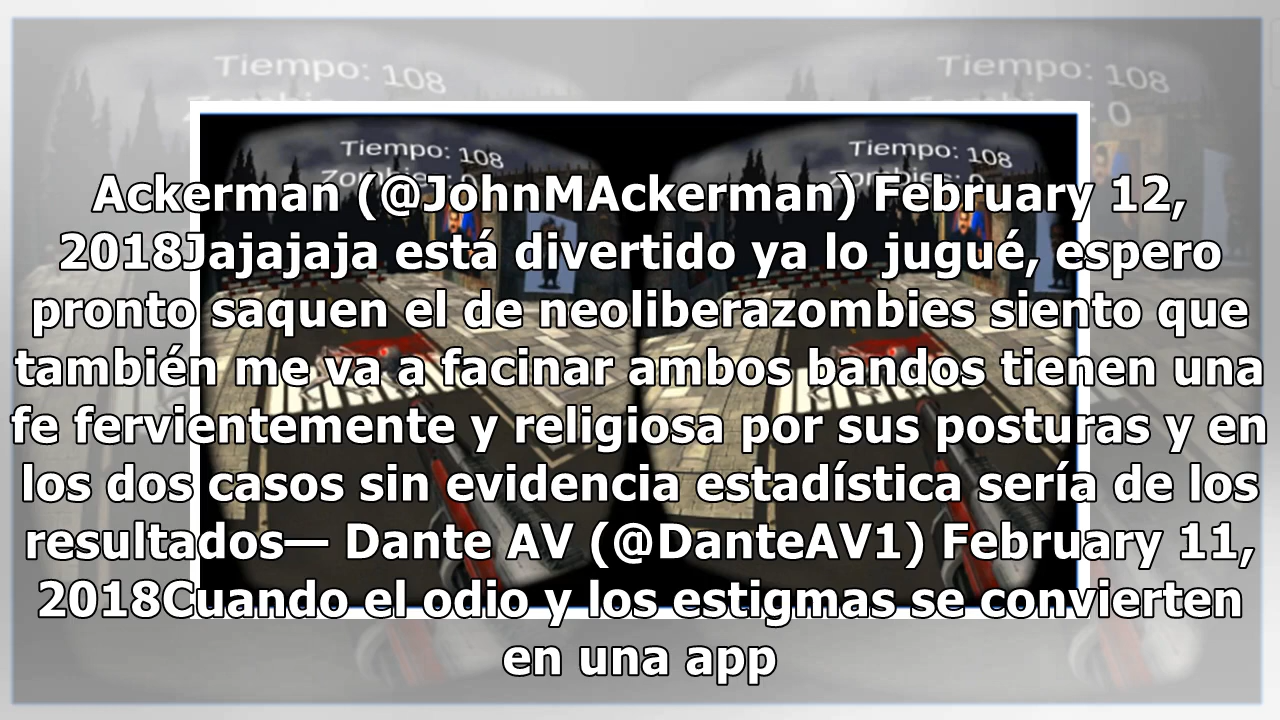 Tiempo: 108
Tiempo: 108
Tiempo: 108
Tiempo: 108
: 0
Ackerman (@JohnMAckerman) February 12,
2018Jajajaja está divertido ya lo jugué, espero
pronto saquen el de neoliberazombies siento que
también me va a facinar ambos bandos tienen una
fe fervientemente y religiosa por sus posturas y en
los dos casos sin evidencia estadística sería de los
resultados— Dante AV (@DanteAV1) February 11,
2018Cuando el odio y los estigmas se convierten
en una app